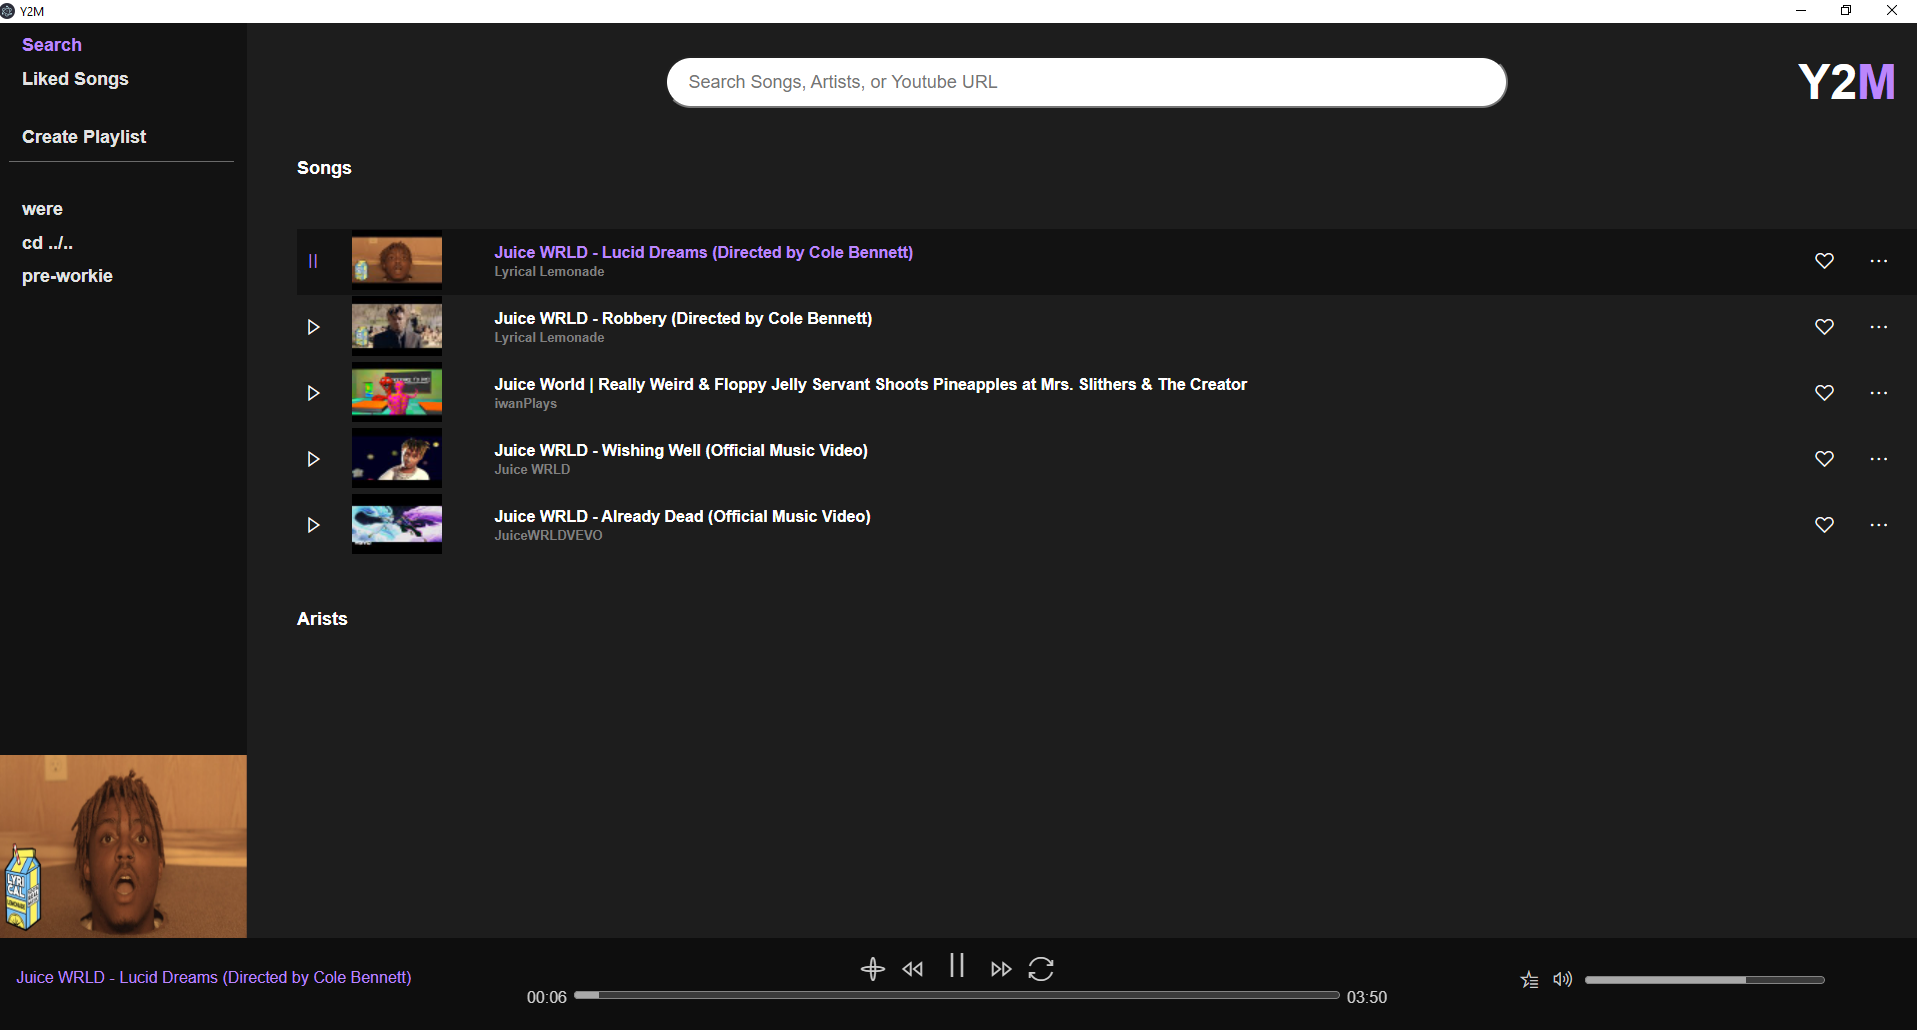 Y2M
Search
Liked Songs
Create Playlist
were
cd ../..
pre-workie
Search Songs, Artists, or Youtube URL
Y2M
Songs
Juice WRLD - Lucid Dreams (Directed by Cole Bennett)
Lyrical Lemonade
Juice WRLD - Robbery (Directed by Cole Bennett)
Lyrical Lemonade
Juice World | Really Weird & Floppy Jelly Servant Shoots Pineapples at Mrs. Slithers & The Creator
iwanPlays
Juice WRLD - Wishing Well (Official Music Video)
Juice WRLD
Juice WRLD - Already Dead (Official Music Video)
JuiceWRLDVEVO
Arists
LYRI
CAL
LEMONADE
Juice WRLD - Lucid Dreams (Directed by Cole Bennett)
00:06
03:50